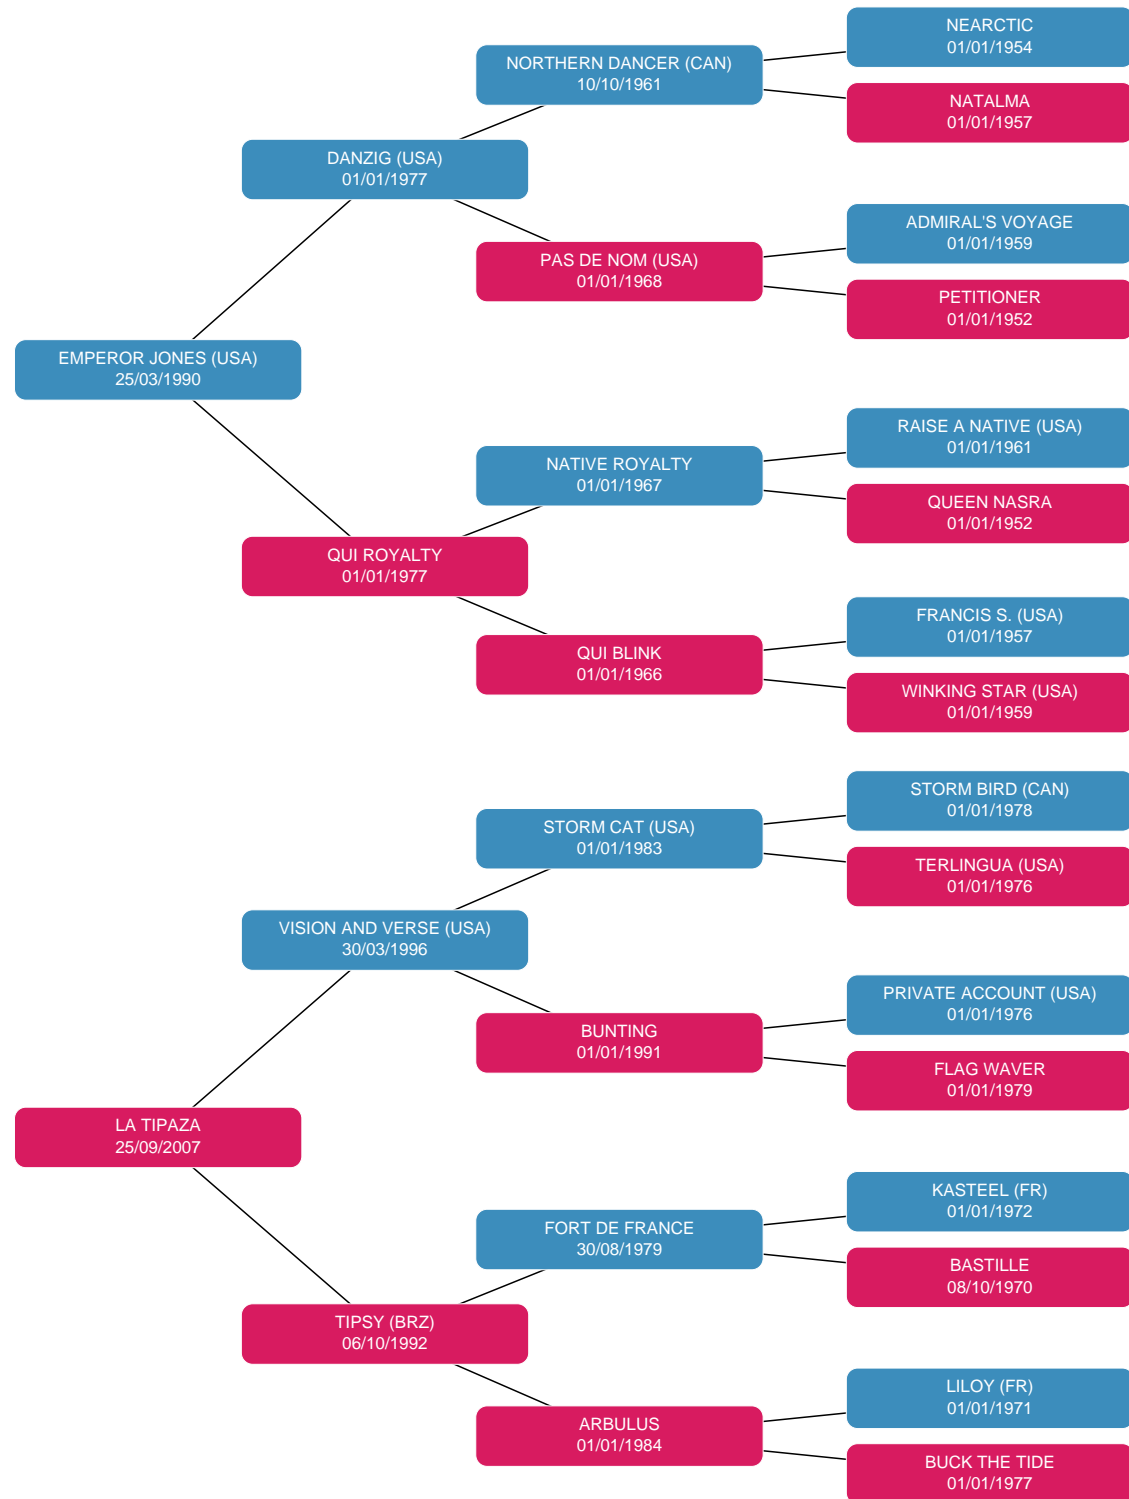 NEARCTIC
01/01/1954
NORTHERN DANCER (CAN)
10/10/1961
NATALMA
01/01/1957
DANZIG (USA)
01/01/1977
ADMIRAL'S VOYAGE
01/01/1959
PAS DE NOM (USA)
01/01/1968
PETITIONER
01/01/1952
EMPEROR JONES (USA)
25/03/1990
RAISE A NATIVE (USA)
01/01/1961
NATIVE ROYALTY
01/01/1967
QUEEN NASRA
01/01/1952
QUI ROYALTY
01/01/1977
FRANCIS S. (USA)
01/01/1957
QUI BLINK
01/01/1966
WINKING STAR (USA)
01/01/1959
STORM BIRD (CAN)
01/01/1978
STORM CAT (USA)
01/01/1983
TERLINGUA (USA)
01/01/1976
VISION AND VERSE (USA)
30/03/1996
PRIVATE ACCOUNT (USA)
01/01/1976
BUNTING
01/01/1991
FLAG WAVER
01/01/1979
LA TIPAZA
25/09/2007
KASTEEL (FR)
01/01/1972
FORT DE FRANCE
30/08/1979
BASTILLE
08/10/1970
TIPSY (BRZ)
06/10/1992
LILOY (FR)
01/01/1971
ARBULUS
01/01/1984
BUCK THE TIDE
01/01/1977